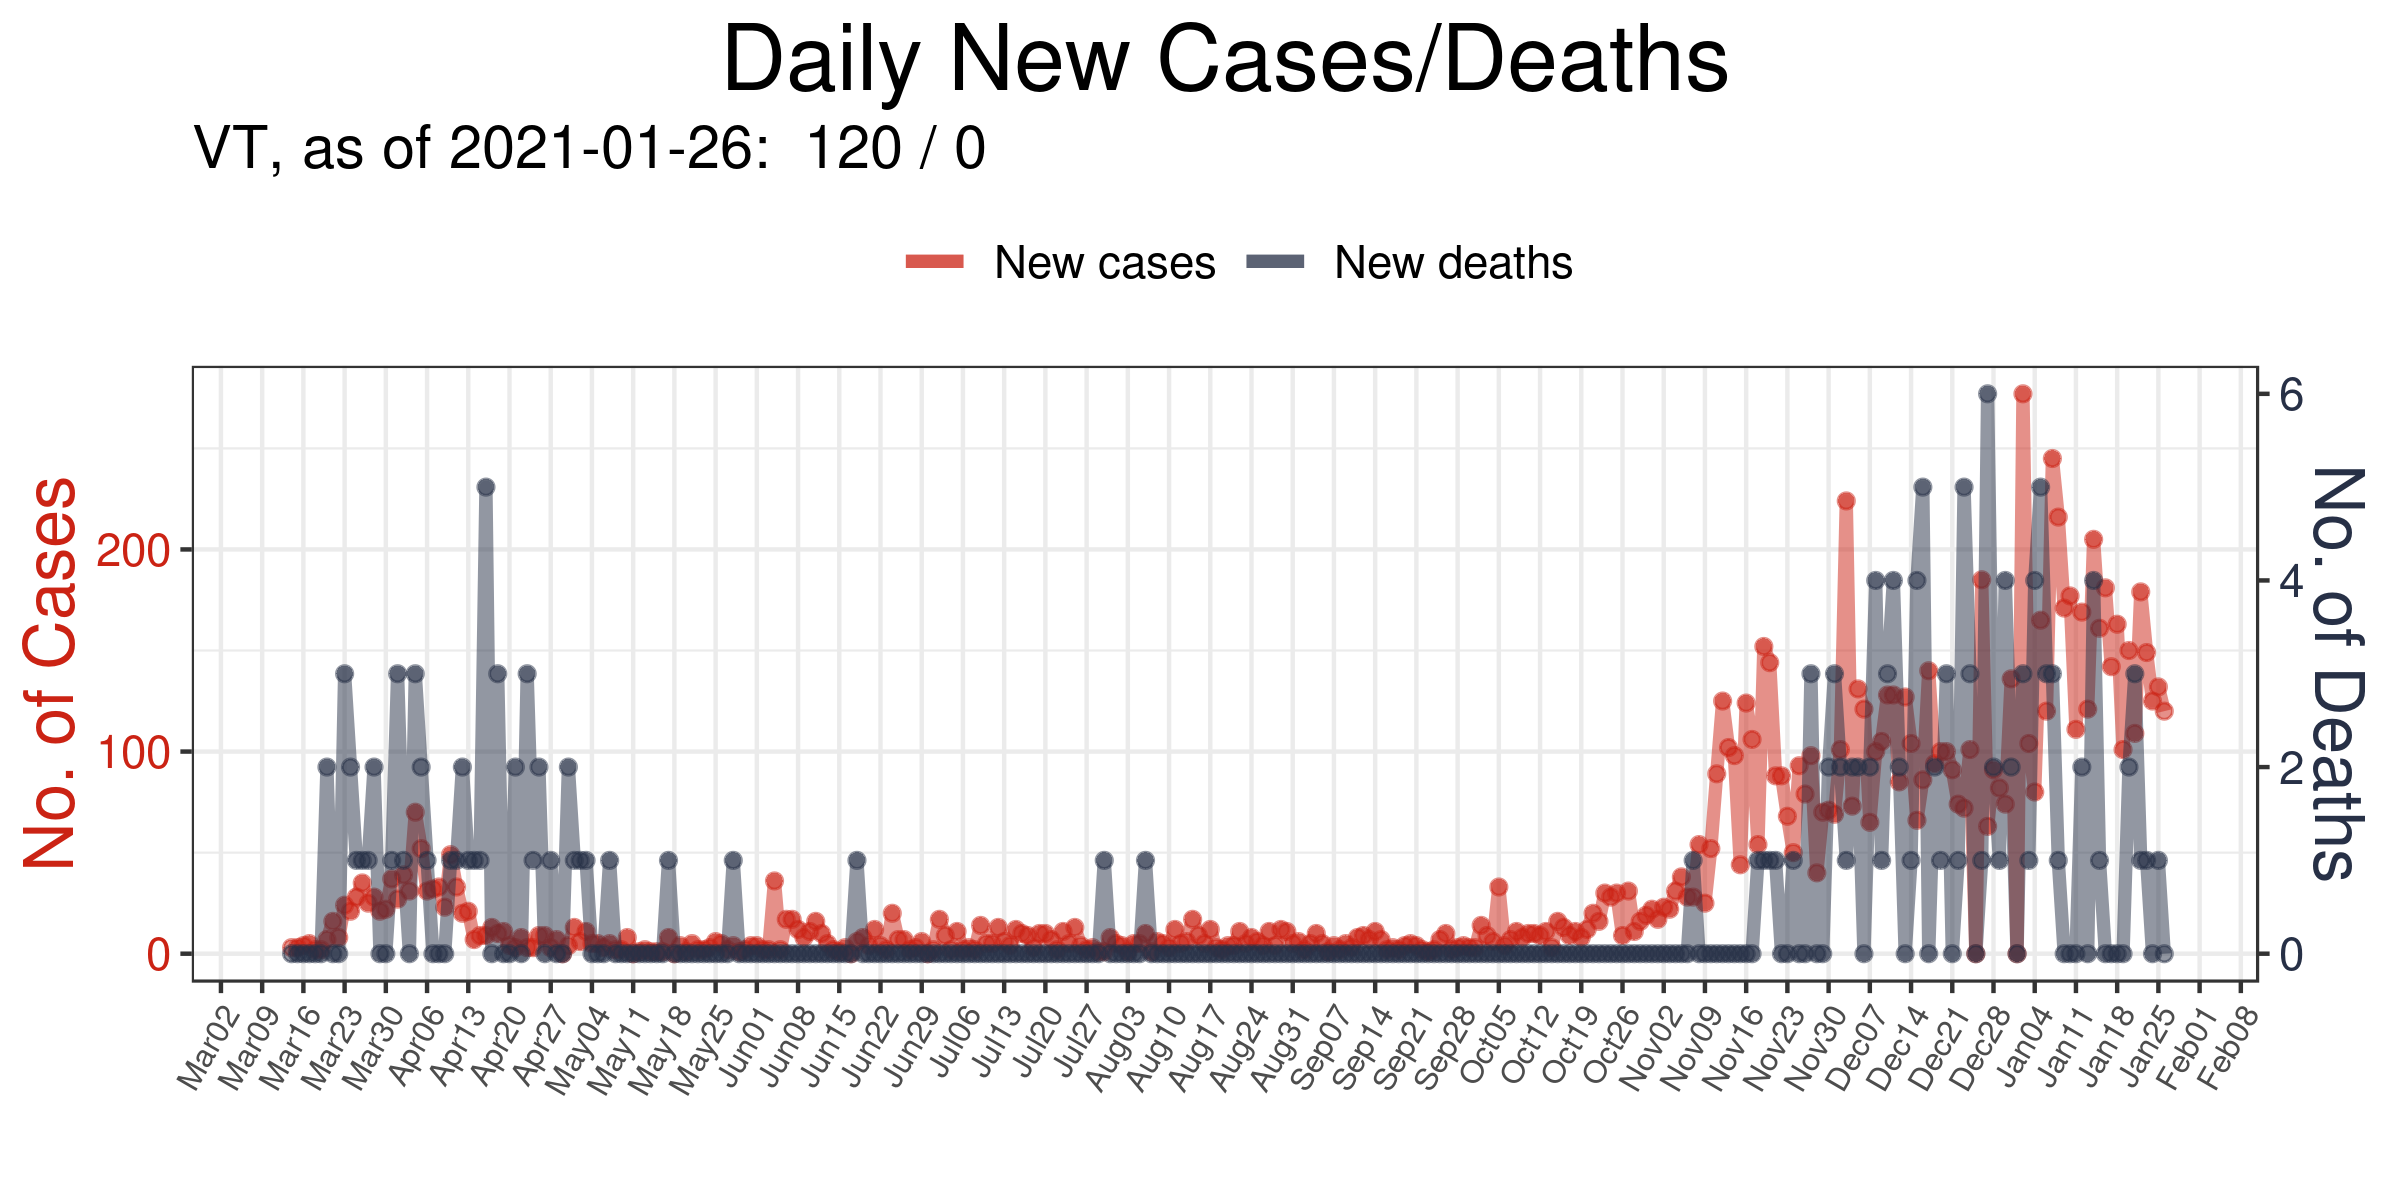 Daily New Cases/Deaths
VT, as of 2021-01-26:  120 / 0
New cases
New deaths
No. of Cases
200
100
0
6
4
2
0
No. of Deaths
Mar02
Mar09
Mar16
Mar23
Mar30
Apr06
Apr13
Apr20
Apr27
May04
May11
May18
May25
Jun01
Jun08
Jun15
Jun22
Jun29
Jul06
Jul13
Jul20
Jul27
Aug03
Aug10
Aug17
Aug24
Aug31
Sep07
Sep14
Sep21
Sep28
Oct05
Oct12
Oct19
Oct26
Nov02
Nov09
Nov16
Nov23
Nov30
Dec07
Dec14
Dec21
Dec28
Jan04
Jan11
Jan18
Jan25
Feb01
Feb08